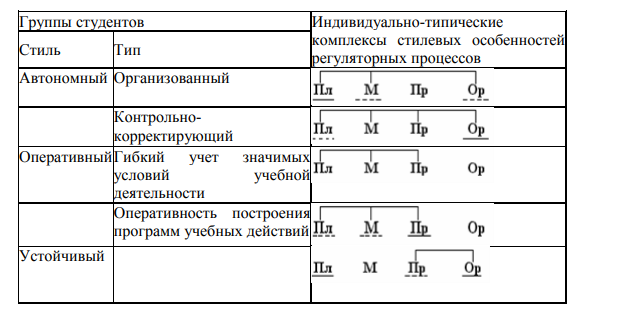 Группы студентов
Индивидуально-типические
комплексы стилевых особенностей
регуляторных процессов
Стиль
Тип
Автономный
Организованный
Пл М Пр Ор
Контрольно-
корректирующий
Пл М Пр Ор
Оперативный
Гибкий учет значимых
условий учебной
деятельности
Пл М Пр Ор
Оперативность построения
программ учебных действий
Пл М Пр Ор
Устойчивый
Пл М Пр Ор